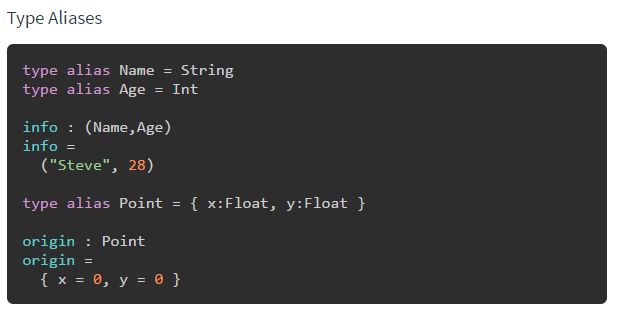 Type Aliases
type alias Name = String
type alias Age = Int
info : (Name,Age)
info =
  ("Steve", 28)
type alias Point = { x:Float, y:Float }
origin : Point
origin =
  { x = 0, y = 0 }